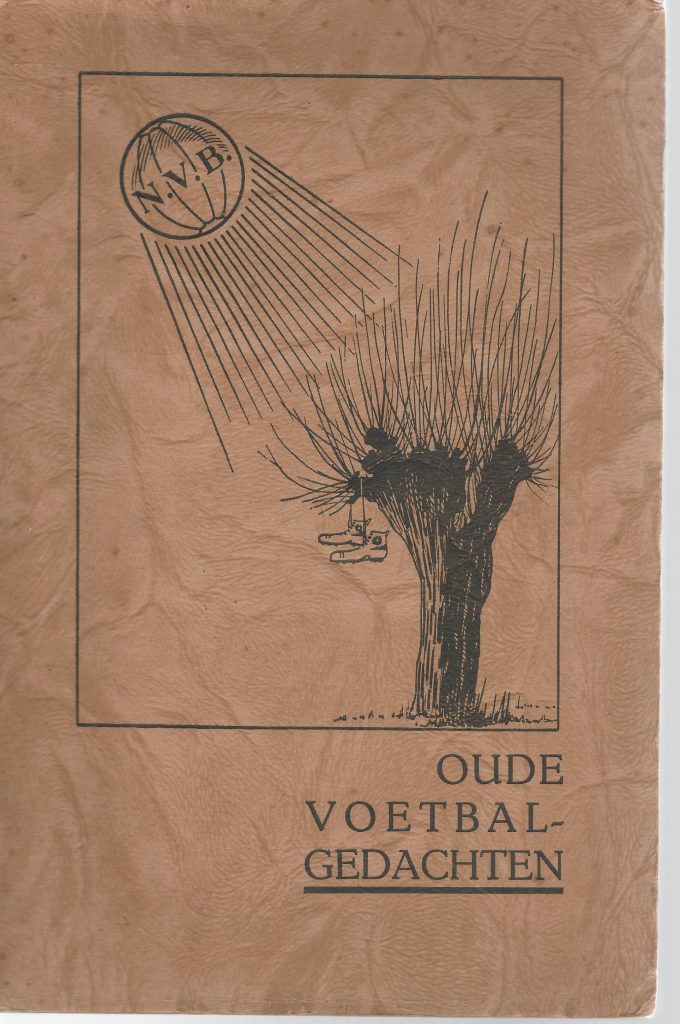 N.V.B.
OUDE
VOETBAL-
GEDACHTEN